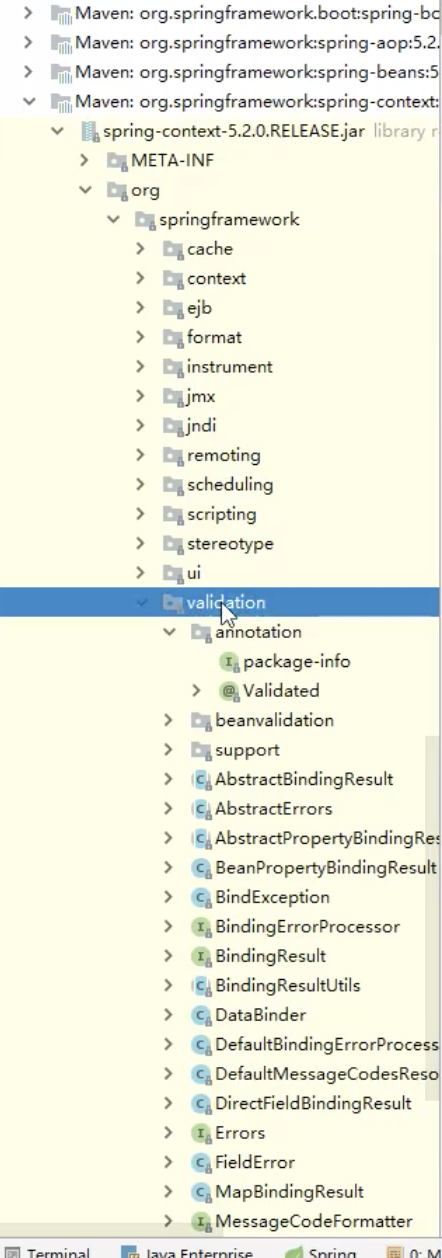 Maven: org.springframework.boot:spring-bo
Maven: org.springframework:spring-aop:5.2.
Maven: org.springframework:spring-beans:5
Maven: org.springframework:spring-context:
spring-context-5.2.0.RELEASE.jar library r
META-INF
org
springframework
cache
context
ejb
format
instrument
jmx
jndi
remoting
scheduling
scripting
stereotype
ui
validation
annotation
package-info
Validated
beanvalidation
support
AbstractBindingResult
AbstractErrors
AbstractPropertyBindingRes
BeanPropertyBindingResult
BindException
BindingErrorProcessor
BindingResult
BindingResultUtils
DataBinder
DefaultBindingErrorProcess
DefaultMessageCodesReso
DirectFieldBindingResult
Errors
FieldError
MapBindingResult
MessageCodeFormatter
Terminal Java Enterprise Spring 0: M